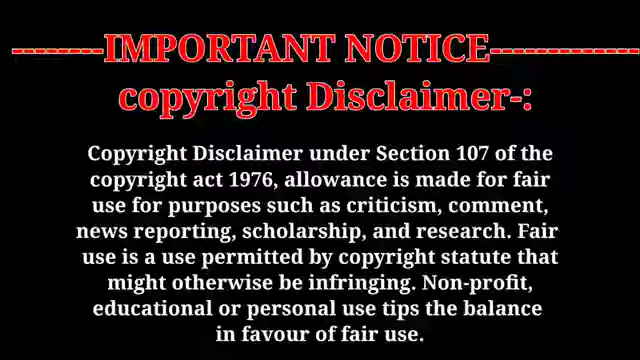 --------IMPORTANT NOTICE-------------
copyright Disclaimer-:
Copyright Disclaimer under Section 107 of the
copyright act 1976, allowance is made for fair
use for purposes such as criticism, comment,
news reporting, scholarship, and research. Fair
use is a use permitted by copyright statute that
might otherwise be infringing. Non-profit,
educational or personal use tips the balance
in favour of fair use.